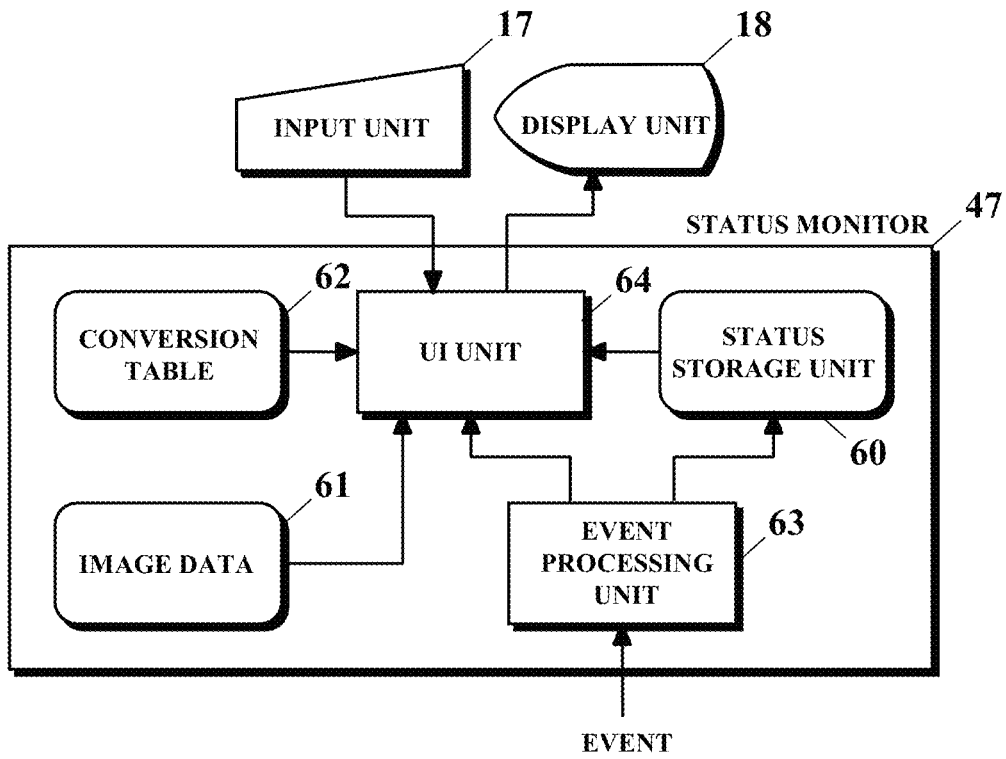 17
18
INPUT UNIT
DISPLAY UNIT
47
STATUS MONITOR
62
64
CONVERSION
TABLE
UI UNIT
STATUS
STORAGE UNIT
60
61
63
IMAGE DATA
EVENT
PROCESSING
UNIT
EVENT